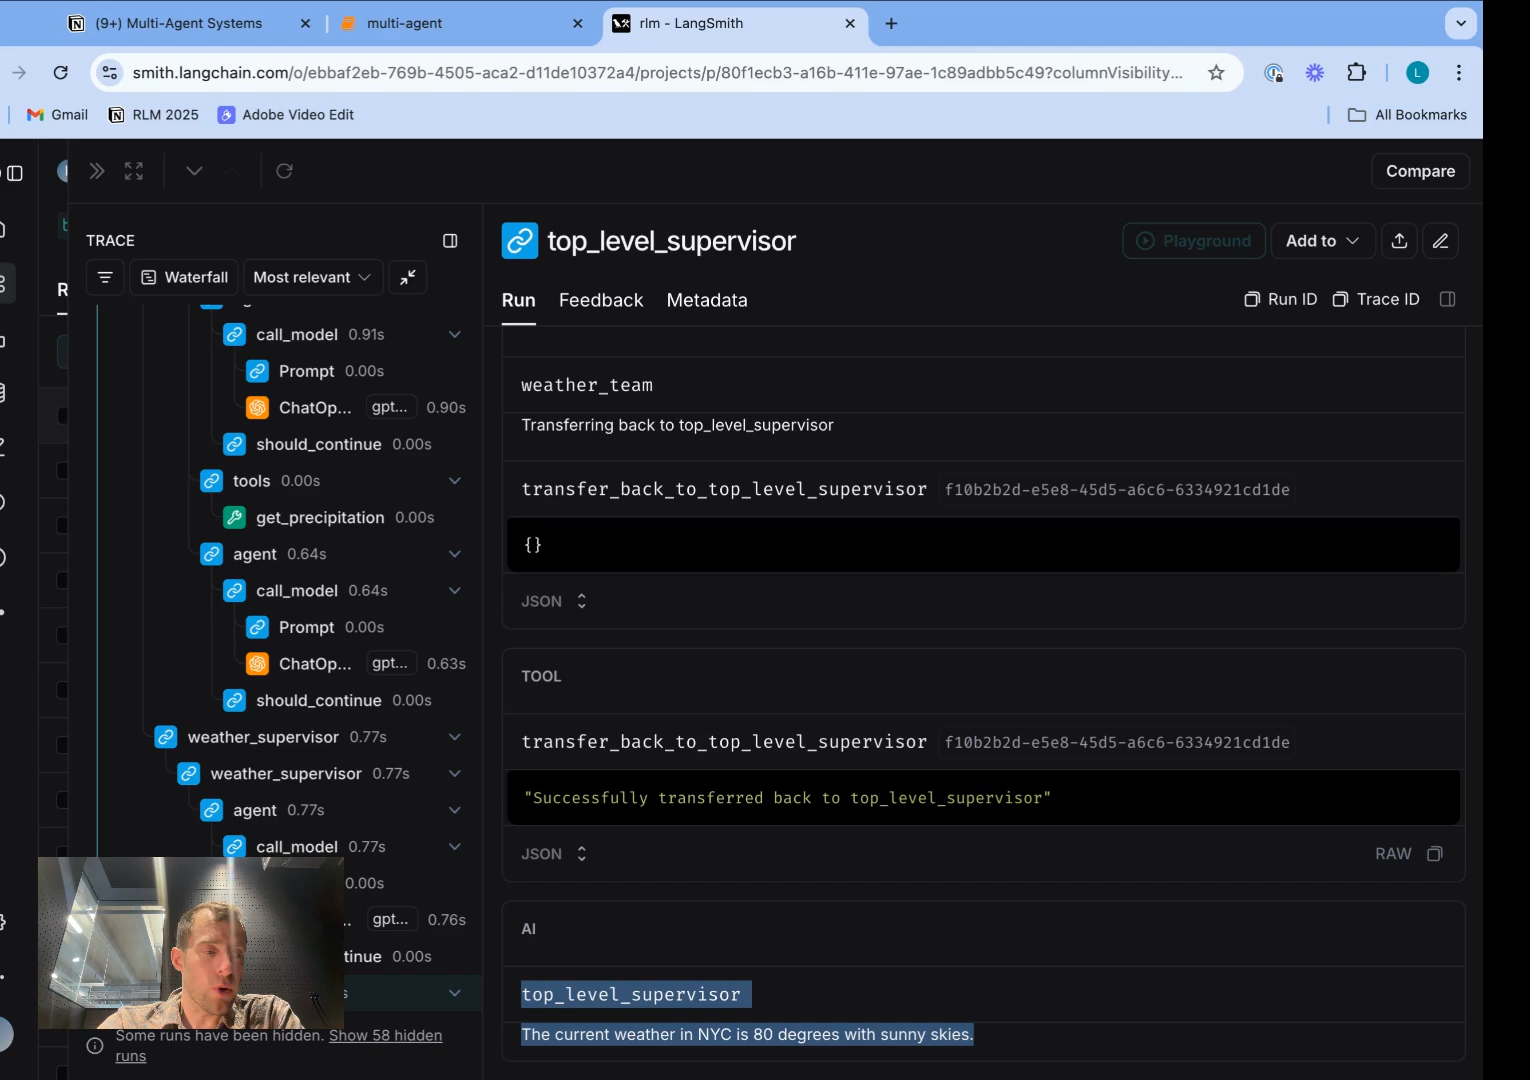 (9+) Multi-Agent Systems
multi-agent
rlm - LangSmith
smith.langchain.com/o/ebbaf2eb-769b-4505-aca2-d11de10372a4/projects/p/80f1ecb3-a16b-411e-97ae-1c89adbb5c49?columnVisibility...
L
Gmail
RLM 2025
Adobe Video Edit
All Bookmarks
Compare
TRACE
Waterfall
Most relevant
call_model 0.91s
Prompt 0.00s
ChatOp... gpt... 0.90s
should_continue 0.00s
tools 0.00s
get_precipitation 0.00s
agent 0.64s
call_model 0.64s
Prompt 0.00s
ChatOp... gpt... 0.63s
should_continue 0.00s
weather_supervisor 0.77s
weather_supervisor 0.77s
agent 0.77s
call_model 0.77s
0.00s
.. gpt... 0.76s
tinue 0.00s
s
Some runs have been hidden. Show 58 hidden
runs
top_level_supervisor
Playground
Add to
Run
Feedback
Metadata
Run ID
Trace ID
weather_team
Transferring back to top_level_supervisor
transfer_back_to_top_level_supervisor f10b2b2d-e5e8-45d5-a6c6-6334921cd1de
{}
JSON
TOOL
transfer_back_to_top_level_supervisor f10b2b2d-e5e8-45d5-a6c6-6334921cd1de
"Successfully transferred back to top_level_supervisor"
JSON
RAW
AI
top_level_supervisor
The current weather in NYC is 80 degrees with sunny skies.